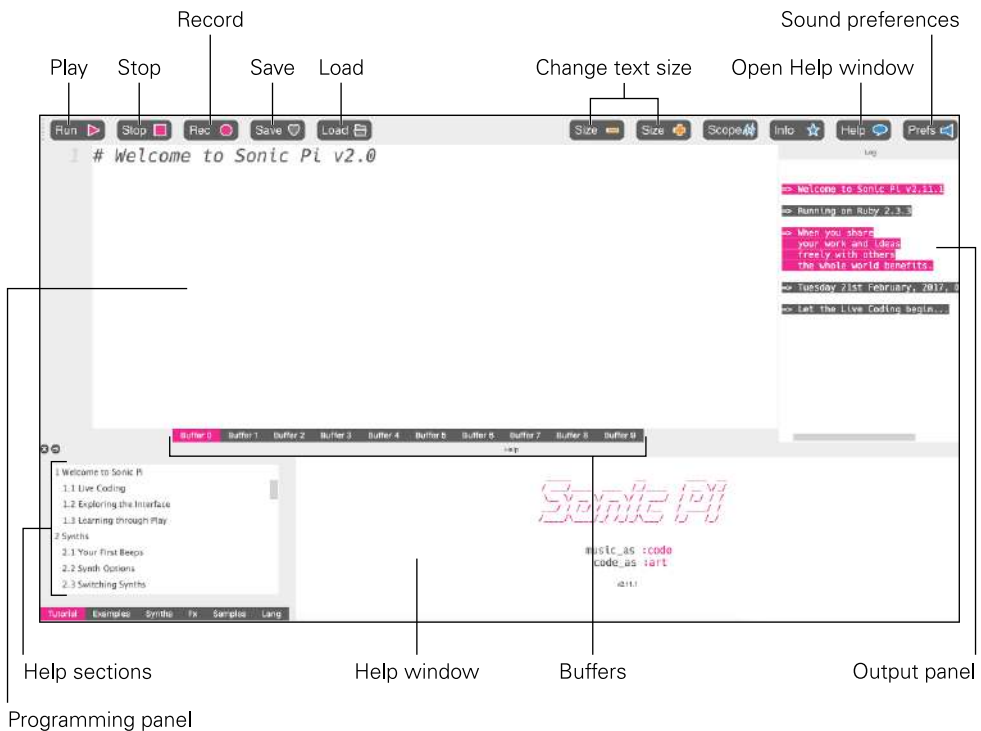 Record
Sound preferences
Play
Stop
Save
Load
Change text size
Open Help window
Run
Stop
Rec
Save
Load
Size
Size
Scope
Info
Help
Prefs
1 # Welcome to Sonic Pi v2.0
Log
=> Welcome to Sonic Pi v2.11.1
=> Running on Ruby 2.3.3
=> When you share
your work and ideas
freely with others
the whole world benefits.
=> Tuesday 21st February, 2017, 0
=> Let the Live Coding begin...
Buffer 0 Buffer 1 Buffer 2 Buffer 3 Buffer 4 Buffer 5 Buffer 6 Buffer 7 Buffer 8 Buffer 9
Help
1 Welcome to Sonic Pi
1.1 Live Coding
1.2 Exploring the Interface
1.3 Learning through Play
2 Synths
2.1 Your First Beeps
2.2 Synth Options
2.3 Switching Synths
Tutorial Examples Synths Fx Samples Lang
Sonic Pi
music_as :code
code_as :art
v2.11.1
Help sections
Help window
Buffers
Output panel
Programming panel